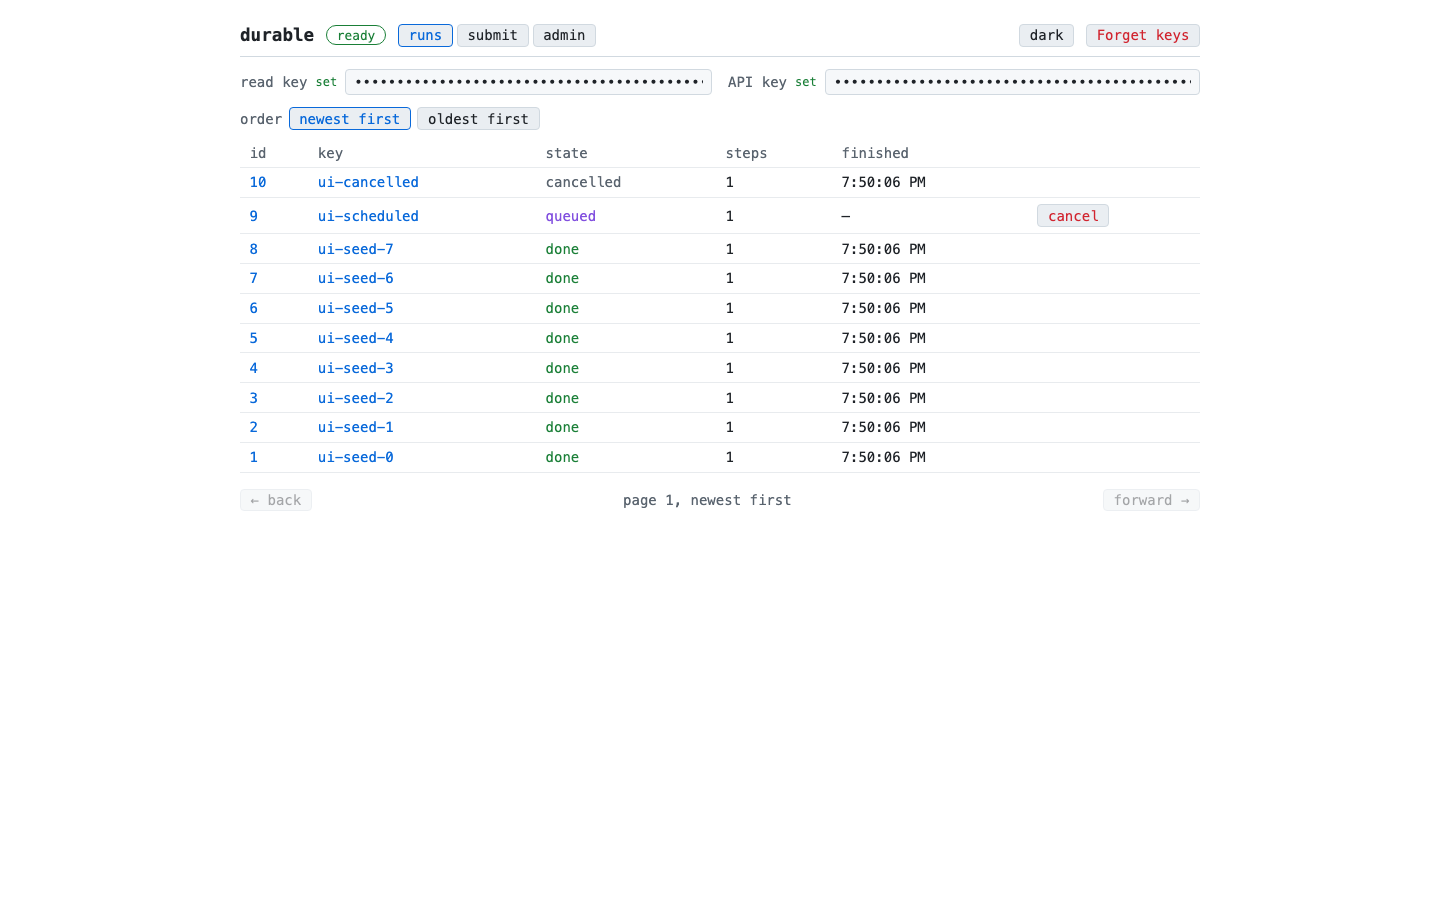 durable ready runs submit admin dark Forget keys
read key set •••••••••••••••••••••••••••••••••••••••••• API key set •••••••••••••••••••••••••••••••••••••••••••
order newest first oldest first
id key state steps finished
10 ui-cancelled cancelled 1 7:50:06 PM
9 ui-scheduled queued 1 — cancel
8 ui-seed-7 done 1 7:50:06 PM
7 ui-seed-6 done 1 7:50:06 PM
6 ui-seed-5 done 1 7:50:06 PM
5 ui-seed-4 done 1 7:50:06 PM
4 ui-seed-3 done 1 7:50:06 PM
3 ui-seed-2 done 1 7:50:06 PM
2 ui-seed-1 done 1 7:50:06 PM
1 ui-seed-0 done 1 7:50:06 PM
← back page 1, newest first forward →